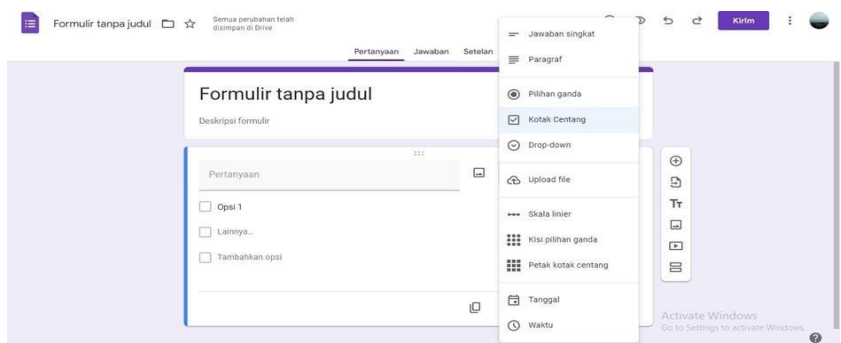 Formulir tanpa judul
Semua perubahan telah
disimpan di Drive
Kirim
Pertanyaan Jawaban Setelan
Formulir tanpa judul
Deskripsi formulir
Pertanyaan
Opsi 1
Lainnya...
Tambahkan opsi
Jawaban singkat
Paragraf
Pilihan ganda
Kotak Centang
Drop-down
Upload file
Skala linier
Kisi pilihan ganda
Petak kotak centang
Tanggal
Waktu
Tт
Activate Windows
Go to Settings to activate Windows.